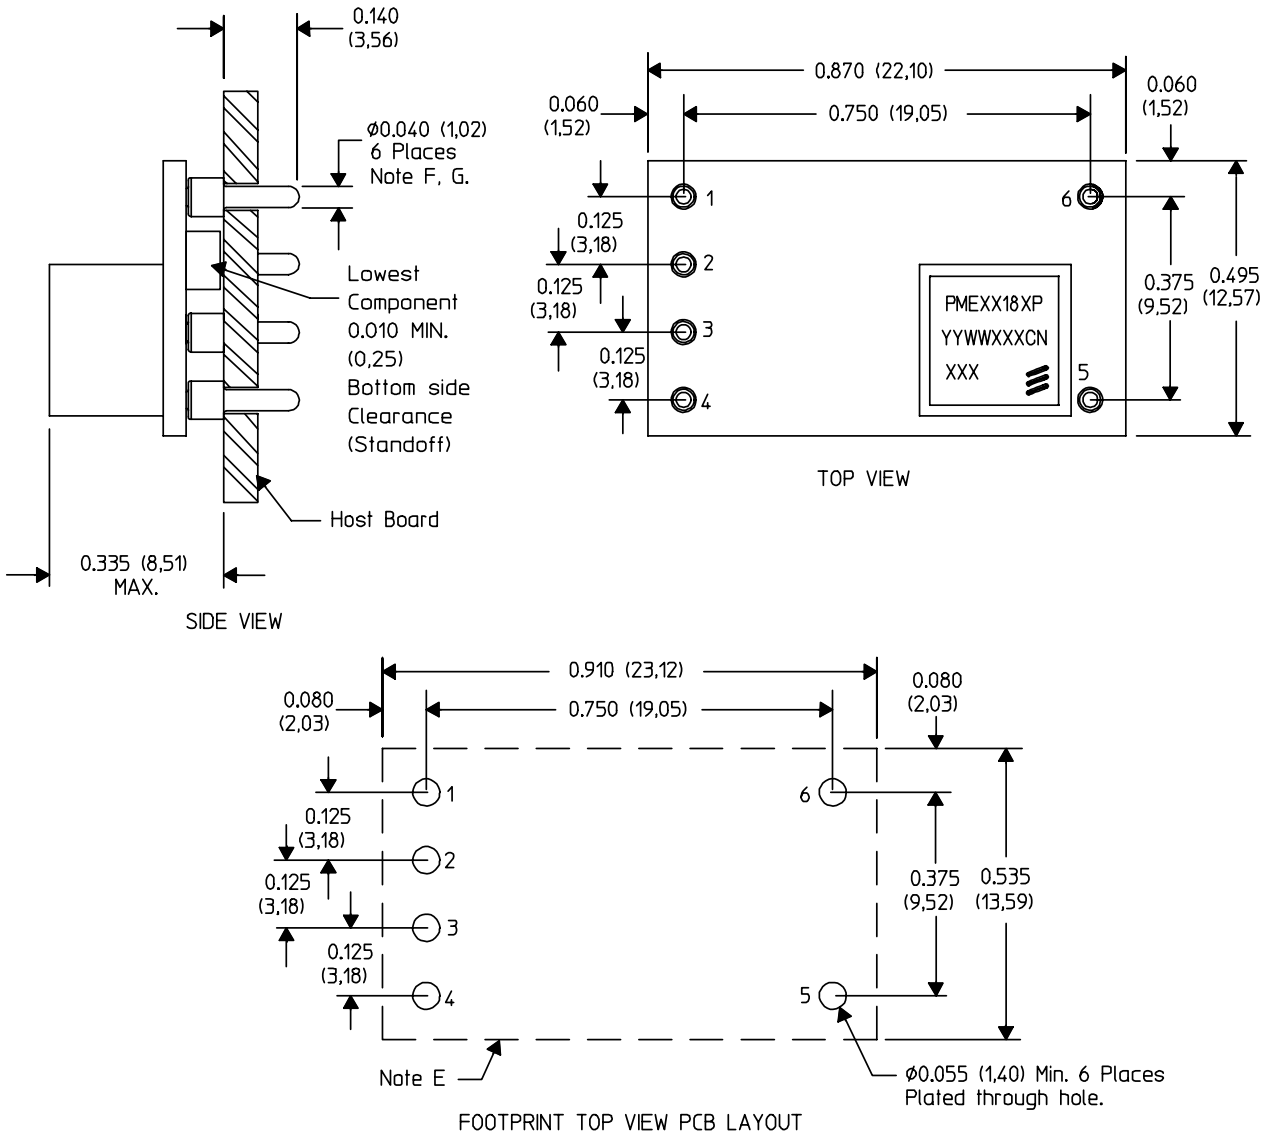 0.140
(3,56)
Ø0.040 (1,02)
6 Places
Note F, G.
Lowest
Component
0.010 MIN.
(0,25)
Bottom side
Clearance
(Standoff)
Host Board
0.335 (8,51)
MAX.
SIDE VIEW
0.870 (22,10)
0.750 (19,05)
0.060
(1,52)
0.060
(1,52)
1
6
0.125
(3,18)
2
0.125
(3,18)
3
0.125
(3,18)
4
5
0.375
(9,52)
0.495
(12,57)
PMEXX18XP
YYWWXXXCN
XXX
TOP VIEW
0.910 (23,12)
0.750 (19,05)
0.080
(2,03)
0.080
(2,03)
1
6
0.125
(3,18)
2
0.125
(3,18)
3
0.125
(3,18)
4
5
0.375
(9,52)
0.535
(13,59)
Note E
Ø0.055 (1,40) Min. 6 Places
Plated through hole.
FOOTPRINT TOP VIEW PCB LAYOUT